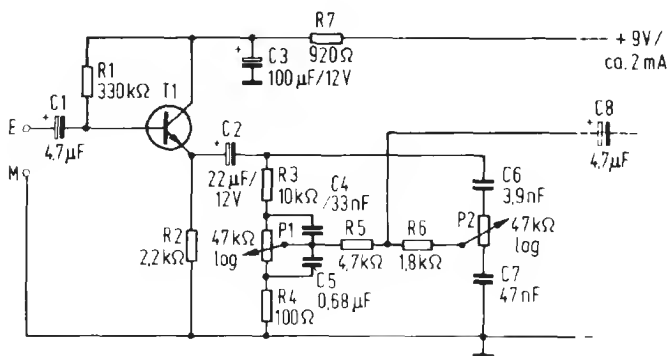 R7
920Ω
+ 9V/
ca. 2 mA
R1
330kΩ
+
C3
100µF/12V
T1
E
C1
+
4,7µF
M
+
C2
22µF/
12V
R3
10kΩ
C4
/33nF
47kΩ
log
P1
R5
4,7kΩ
R6
1,8kΩ
C5
0,68µF
R4
100Ω
R2
2,2kΩ
C8
+
4,7µF
C6
3,9nF
P2
47kΩ
log
C7
47nF